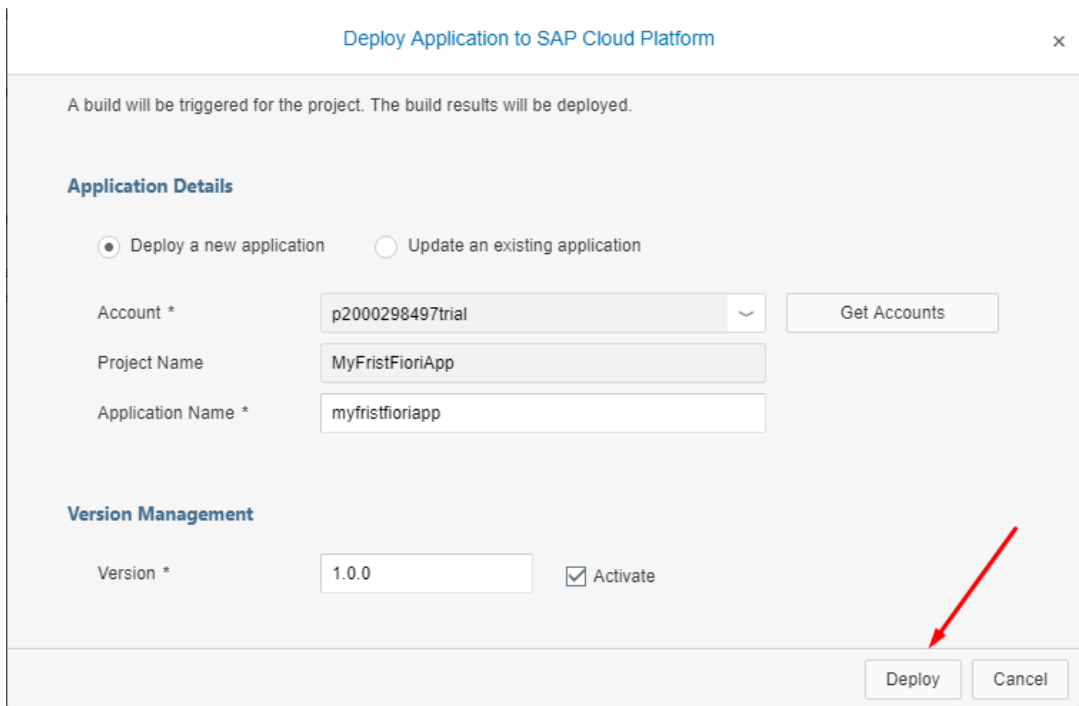 Deploy Application to SAP Cloud Platform
×
A build will be triggered for the project. The build results will be deployed.
Application Details
Deploy a new application Update an existing application
Account * p2000298497trial Get Accounts
Project Name MyFristFioriApp
Application Name * myfristfioriapp
Version Management
Version * 1.0.0 Activate
Deploy Cancel